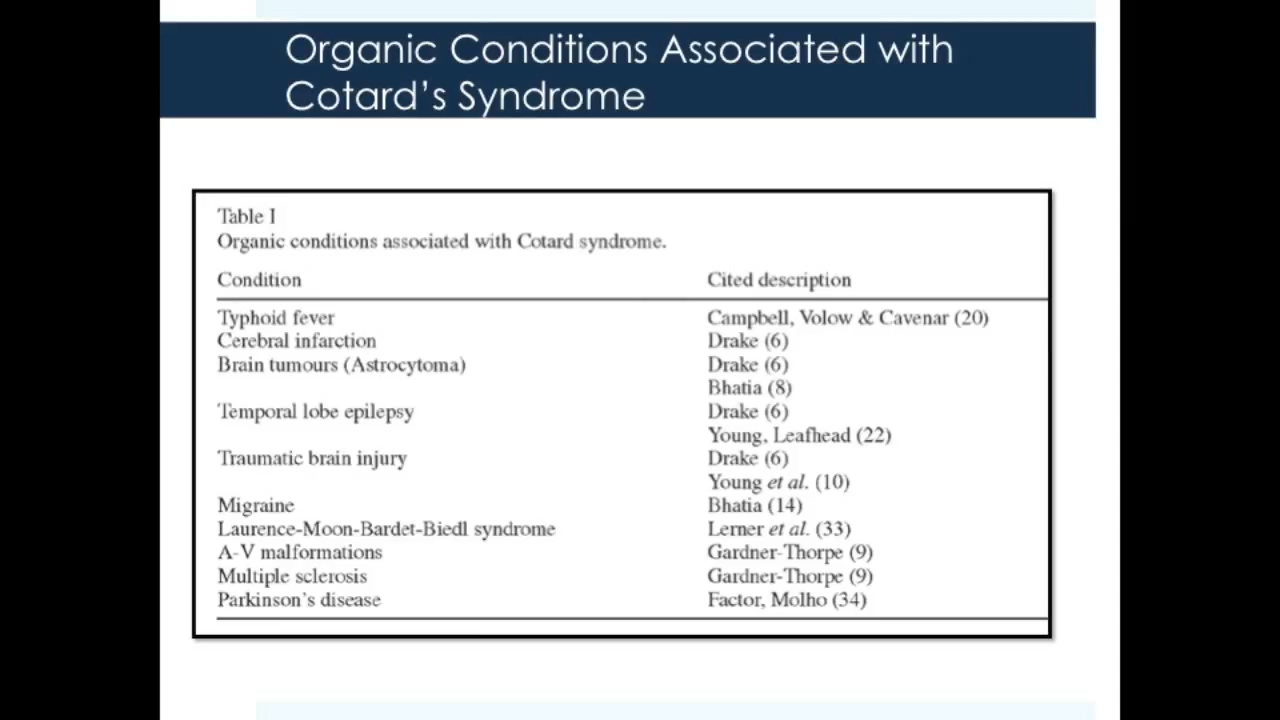 Organic Conditions Associated with
Cotard's Syndrome
Table I
Organic conditions associated with Cotard syndrome.
Condition Cited description
Typhoid fever Campbell, Volow & Cavenar (20)
Cerebral infarction Drake (6)
Brain tumours (Astrocytoma) Drake (6)
Bhatia (8)
Temporal lobe epilepsy Drake (6)
Young, Leafhead (22)
Traumatic brain injury Drake (6)
Young et al. (10)
Migraine Bhatia (14)
Laurence-Moon-Bardet-Biedl syndrome Lerner et al. (33)
A-V malformations Gardner-Thorpe (9)
Multiple sclerosis Gardner-Thorpe (9)
Parkinson's disease Factor, Molho (34)